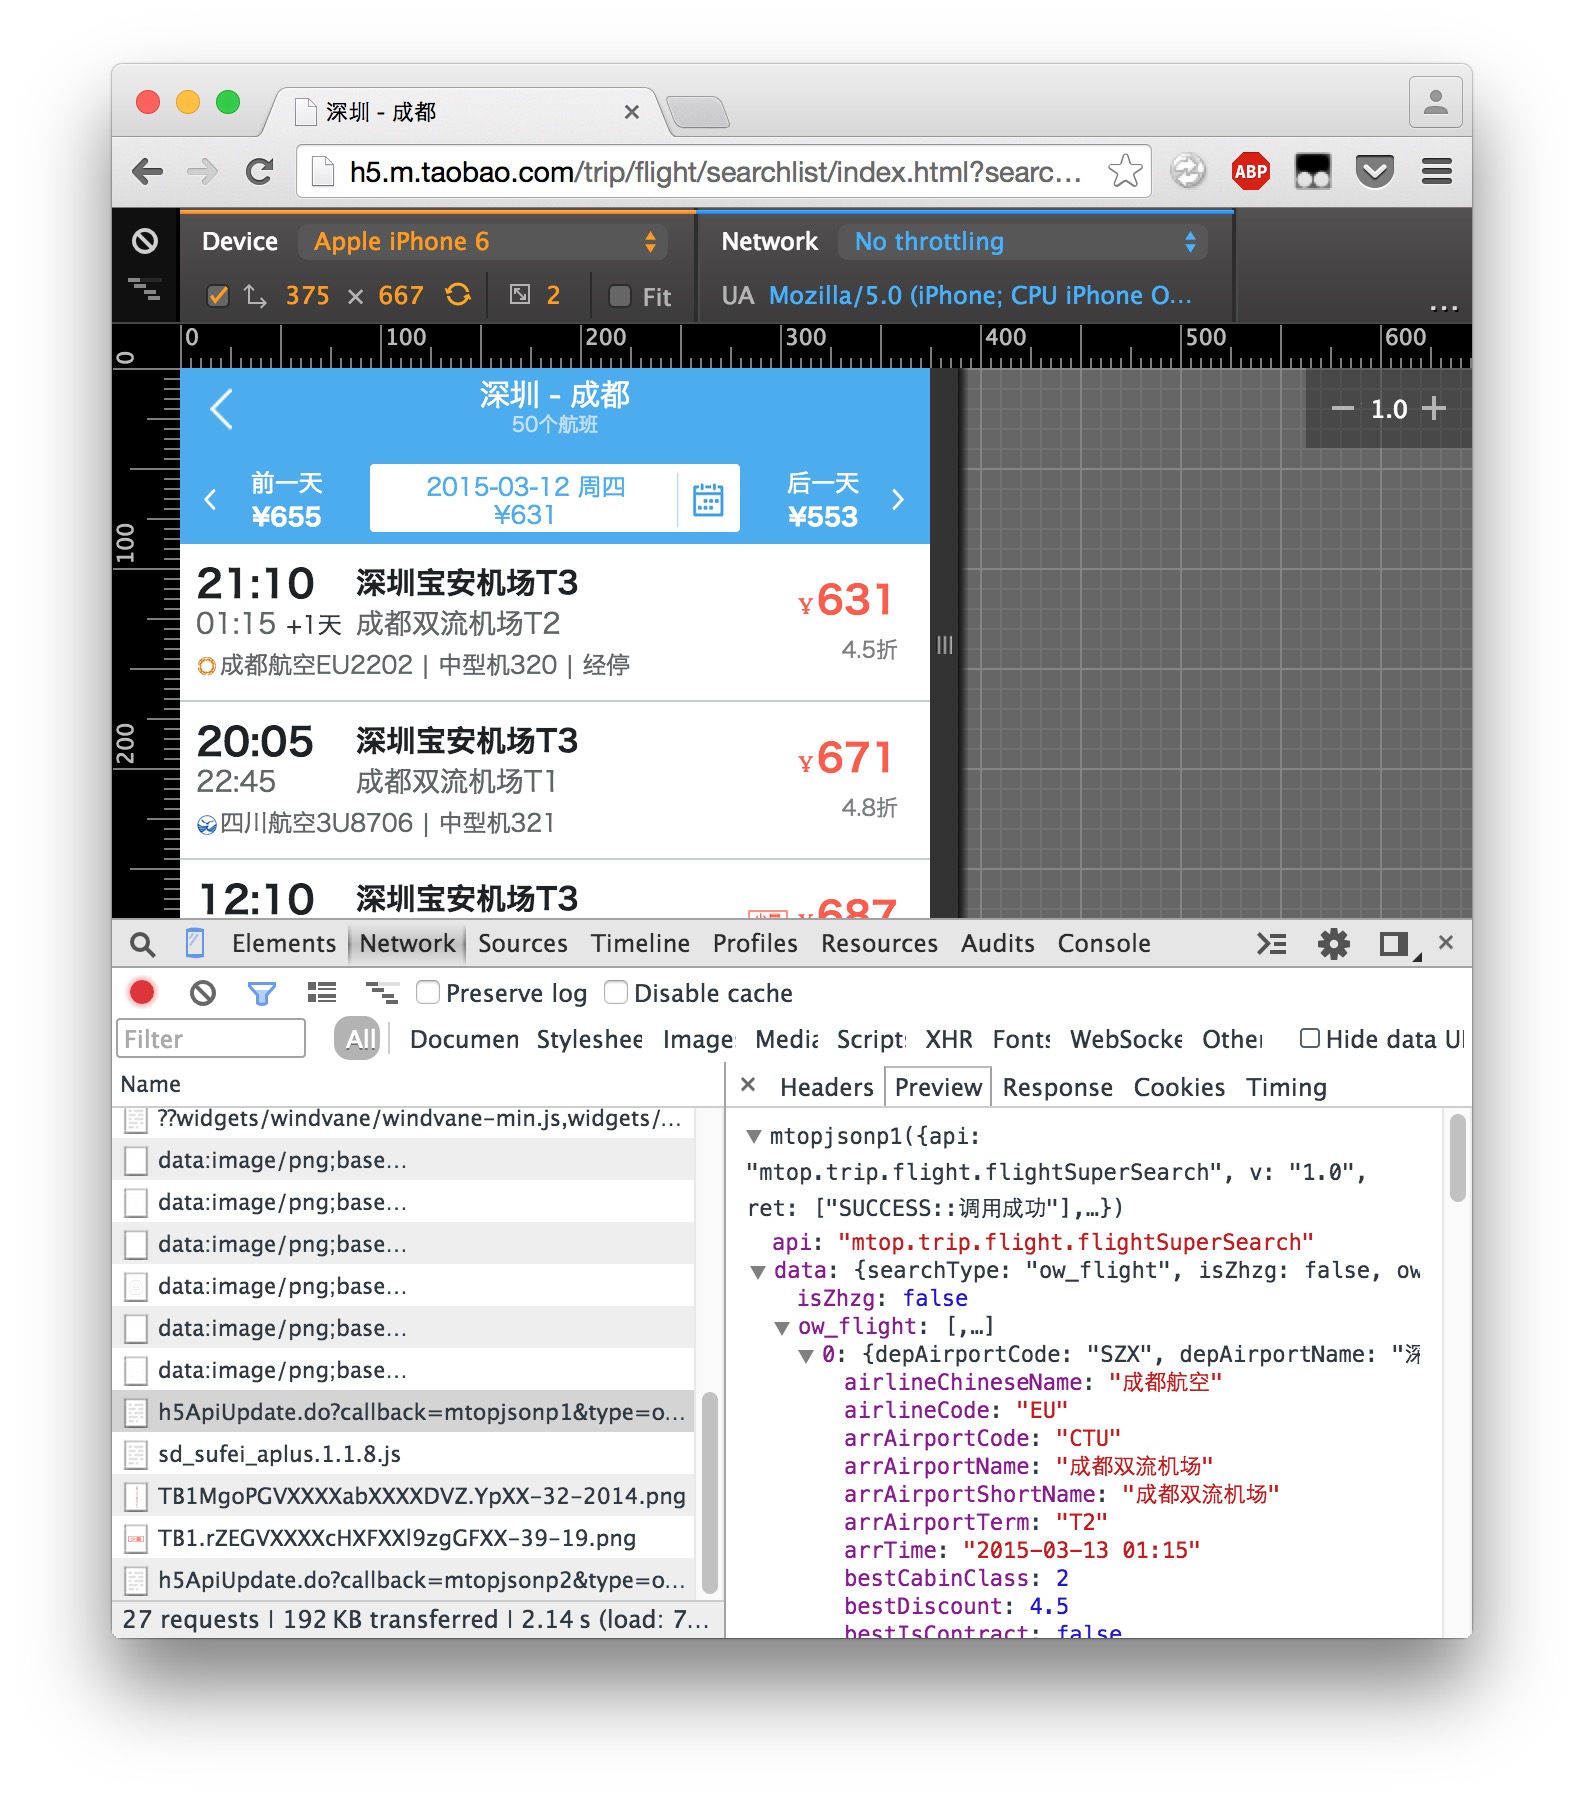 深圳 - 成都
h5.m.taobao.com/trip/flight/searchlist/index.html?searc...
ABP
Device Apple iPhone 6
Network No throttling
375 × 667 2 Fit
UA Mozilla/5.0 (iPhone; CPU iPhone O...
...
0 100 200 300 400 500 600
0
100
200
深圳 - 成都
50个航班
前一天
¥655
2015-03-12 周四
¥631
后一天
¥553
1.0
21:10 深圳宝安机场T3
¥631
01:15 +1天 成都双流机场T2
4.5折
成都航空EU2202 | 中型机320 | 经停
20:05 深圳宝安机场T3
¥671
22:45 成都双流机场T1
4.8折
四川航空3U8706 | 中型机321
12:10 深圳宝安机场T3
¥687
Elements Network Sources Timeline Profiles Resources Audits Console
Preserve log Disable cache
Filter All Documen Styleshee Image Media Script XHR Fonts WebSocke Other Hide data U
Name
??widgets/windvane/windvane-min.js,widgets/...
data:image/png;base...
data:image/png;base...
data:image/png;base...
data:image/png;base...
data:image/png;base...
data:image/png;base...
h5ApiUpdate.do?callback=mtopjsonp1&type=o...
sd_sufei_aplus.1.1.8.js
TB1MgoPGVXXXXabXXXXDVZ.YpXX-32-2014.png
TB1.rZEGVXXXXcHXFXXl9zgGFXX-39-19.png
h5ApiUpdate.do?callback=mtopjsonp2&type=o...
27 requests | 192 KB transferred | 2.14 s (load: 7...
Headers Preview Response Cookies Timing
mtopjsonp1({api:
"mtop.trip.flight.flightSuperSearch", v: "1.0",
ret: ["SUCCESS::调用成功"],…})
api: "mtop.trip.flight.flightSuperSearch"
data: {searchType: "ow_flight", isZhzg: false, ow
isZhzg: false
ow_flight: [,…]
0: {depAirportCode: "SZX", depAirportName: "深
airlineChineseName: "成都航空"
airlineCode: "EU"
arrAirportCode: "CTU"
arrAirportName: "成都双流机场"
arrAirportShortName: "成都双流机场"
arrAirportTerm: "T2"
arrTime: "2015-03-13 01:15"
bestCabinClass: 2
bestDiscount: 4.5
bestIsContract: false